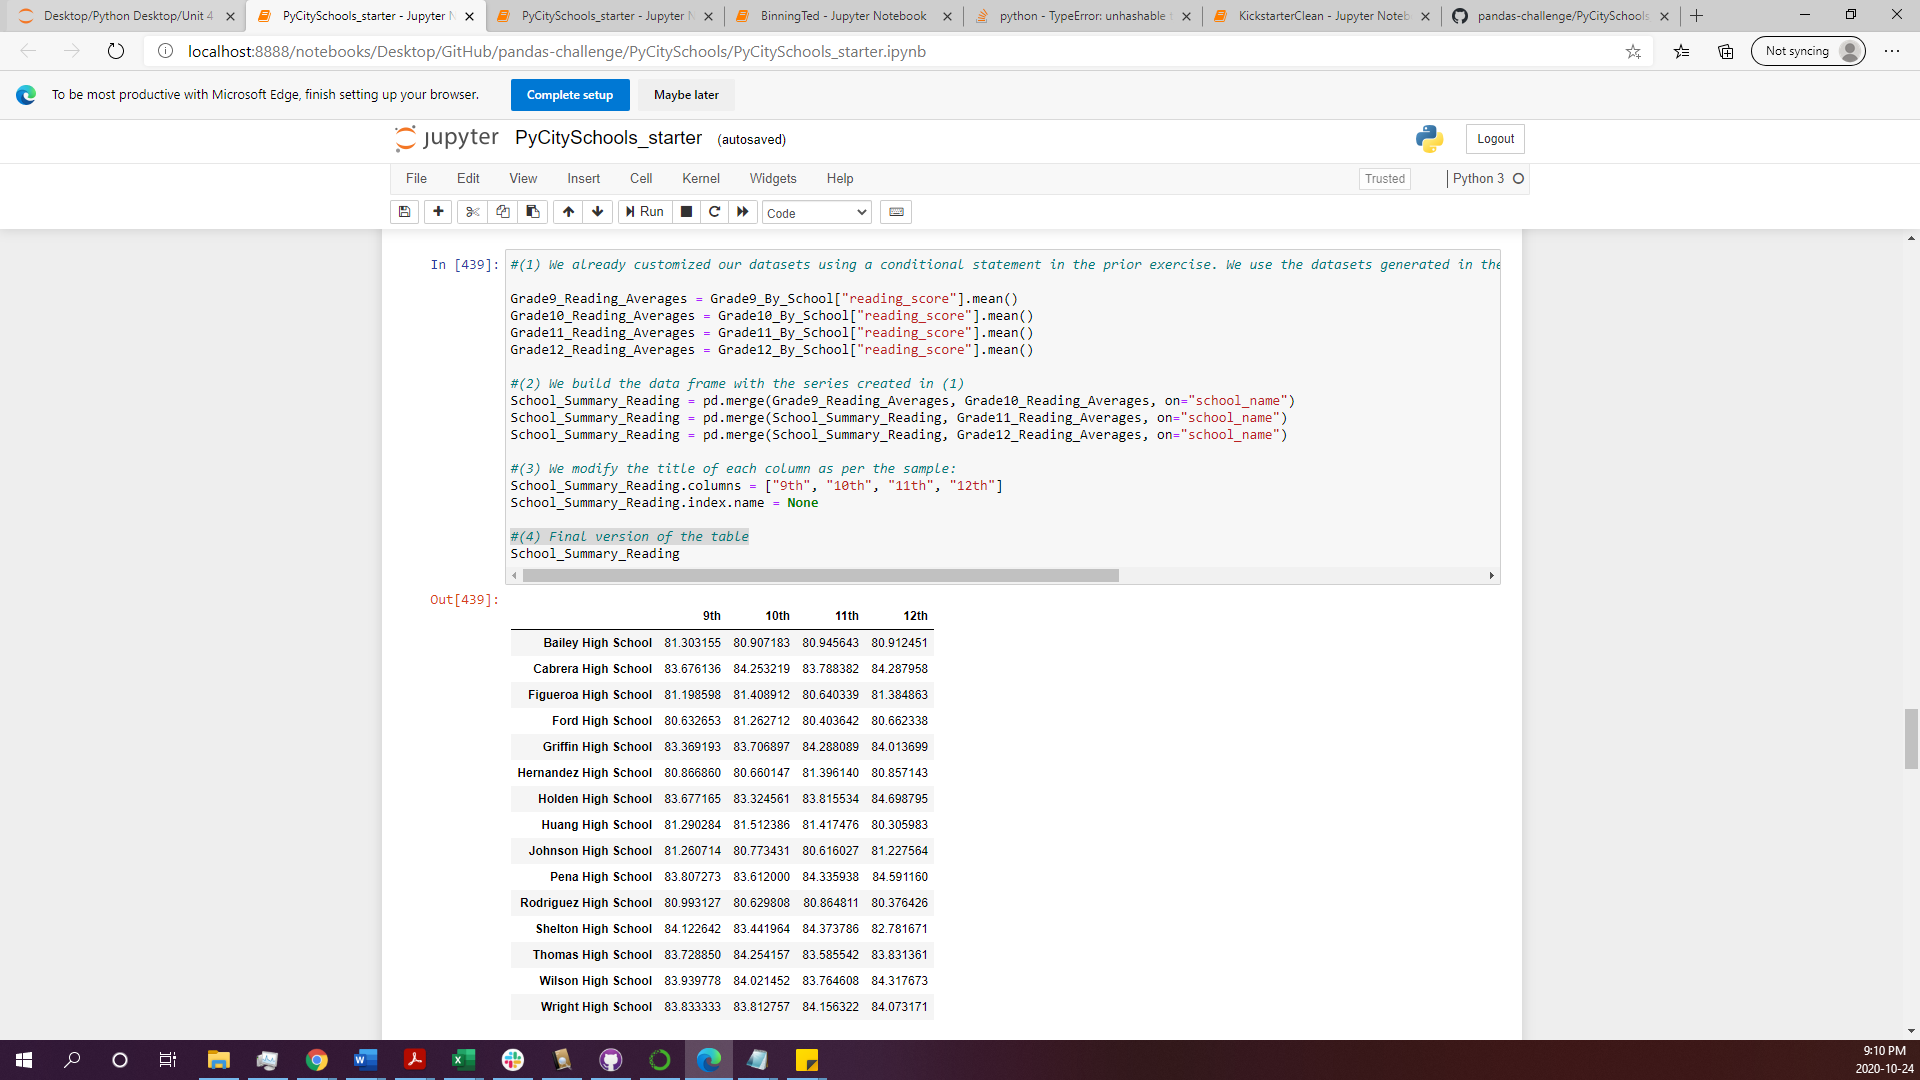 Desktop/Python Desktop/Unit 4
PyCitySchools_starter - Jupyter N
PyCitySchools_starter - Jupyter N
BinningTed - Jupyter Notebook
python - TypeError: unhashable
KickstarterClean - Jupyter Noteb
pandas-challenge/PyCitySchools
localhost:8888/notebooks/Desktop/GitHub/pandas-challenge/PyCitySchools/PyCitySchools_starter.ipynb
Not syncing
To be most productive with Microsoft Edge, finish setting up your browser.
Complete setup
Maybe later
jupyter PyCitySchools_starter (autosaved)
Logout
File Edit View Insert Cell Kernel Widgets Help
Trusted
Python 3
Run
Code
In [439]:
#(1) We already customized our datasets using a conditional statement in the prior exercise. We use the datasets generated in the
Grade9_Reading_Averages = Grade9_By_School["reading_score"].mean()
Grade10_Reading_Averages = Grade10_By_School["reading_score"].mean()
Grade11_Reading_Averages = Grade11_By_School["reading_score"].mean()
Grade12_Reading_Averages = Grade12_By_School["reading_score"].mean()
#(2) We build the data frame with the series created in (1)
School_Summary_Reading = pd.merge(Grade9_Reading_Averages, Grade10_Reading_Averages, on="school_name")
School_Summary_Reading = pd.merge(School_Summary_Reading, Grade11_Reading_Averages, on="school_name")
School_Summary_Reading = pd.merge(School_Summary_Reading, Grade12_Reading_Averages, on="school_name")
#(3) We modify the title of each column as per the sample:
School_Summary_Reading.columns = ["9th", "10th", "11th", "12th"]
School_Summary_Reading.index.name = None
#(4) Final version of the table
School_Summary_Reading
Out[439]:
9th 10th 11th 12th
Bailey High School 81.303155 80.907183 80.945643 80.912451
Cabrera High School 83.676136 84.253219 83.788382 84.287958
Figueroa High School 81.198598 81.408912 80.640339 81.384863
Ford High School 80.632653 81.262712 80.403642 80.662338
Griffin High School 83.369193 83.706897 84.288089 84.013699
Hernandez High School 80.866860 80.660147 81.396140 80.857143
Holden High School 83.677165 83.324561 83.815534 84.698795
Huang High School 81.290284 81.512386 81.417476 80.305983
Johnson High School 81.260714 80.773431 80.616027 81.227564
Pena High School 83.807273 83.612000 84.335938 84.591160
Rodriguez High School 80.993127 80.629808 80.864811 80.376426
Shelton High School 84.122642 83.441964 84.373786 82.781671
Thomas High School 83.728850 84.254157 83.585542 83.831361
Wilson High School 83.939778 84.021452 83.764608 84.317673
Wright High School 83.833333 83.812757 84.156322 84.073171
9:10 PM
2020-10-24